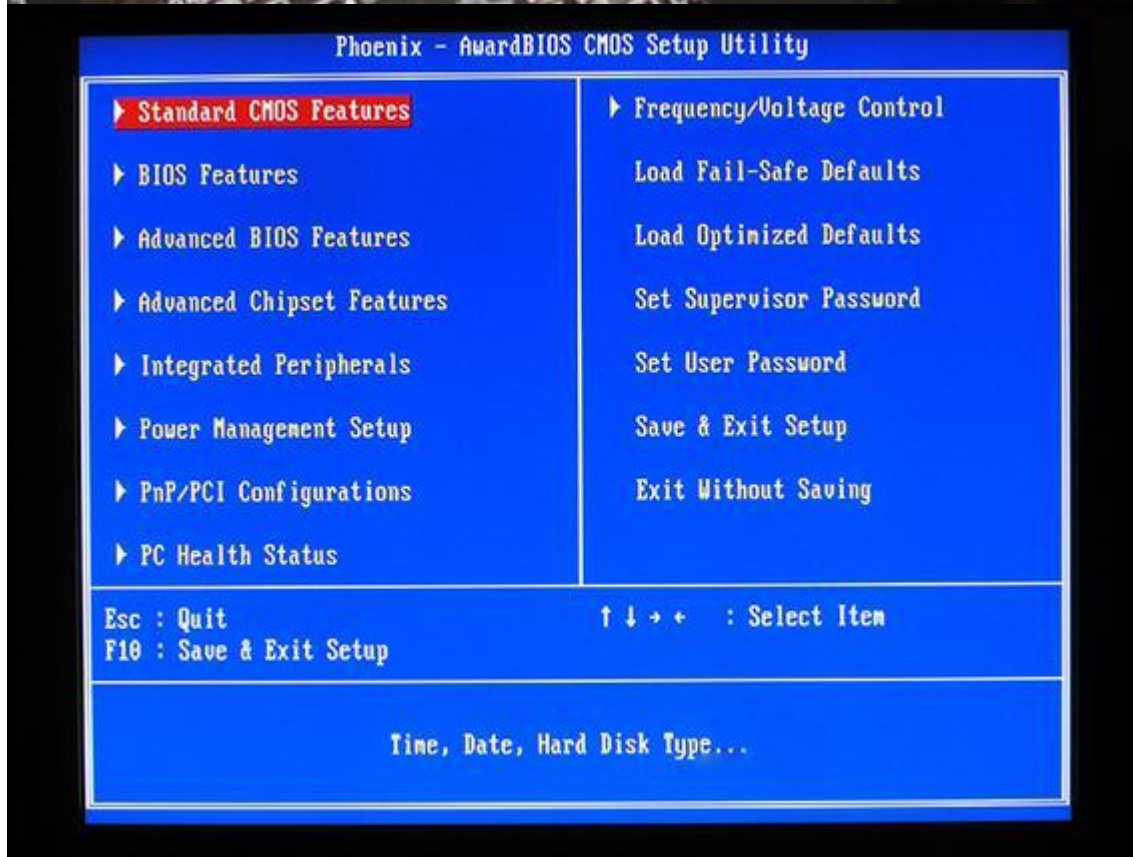 Phoenix - AwardBIOS CMOS Setup Utility
Standard CMOS Features
BIOS Features
Advanced BIOS Features
Advanced Chipset Features
Integrated Peripherals
Power Management Setup
PnP/PCI Configurations
PC Health Status
Frequency/Voltage Control
Load Fail-Safe Defaults
Load Optimized Defaults
Set Supervisor Password
Set User Password
Save & Exit Setup
Exit Without Saving
Esc : Quit
F10 : Save & Exit Setup
↑ ↓ → ← : Select Item
Time, Date, Hard Disk Type...